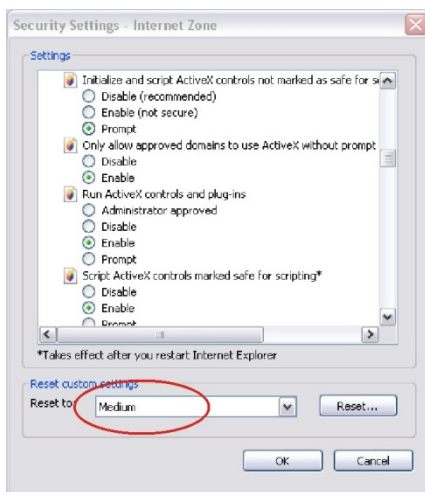 Security Settings - Internet Zone
Settings
Initialize and script ActiveX controls not marked as safe for s
Disable (recommended)
Enable (not secure)
Prompt
Only allow approved domains to use ActiveX without prompt
Disable
Enable
Run ActiveX controls and plug-ins
Administrator approved
Disable
Enable
Prompt
Script ActiveX controls marked safe for scripting*
Disable
Enable
Prompt
*Takes effect after you restart Internet Explorer
Reset custom settings
Reset to: Medium Reset...
OK Cancel